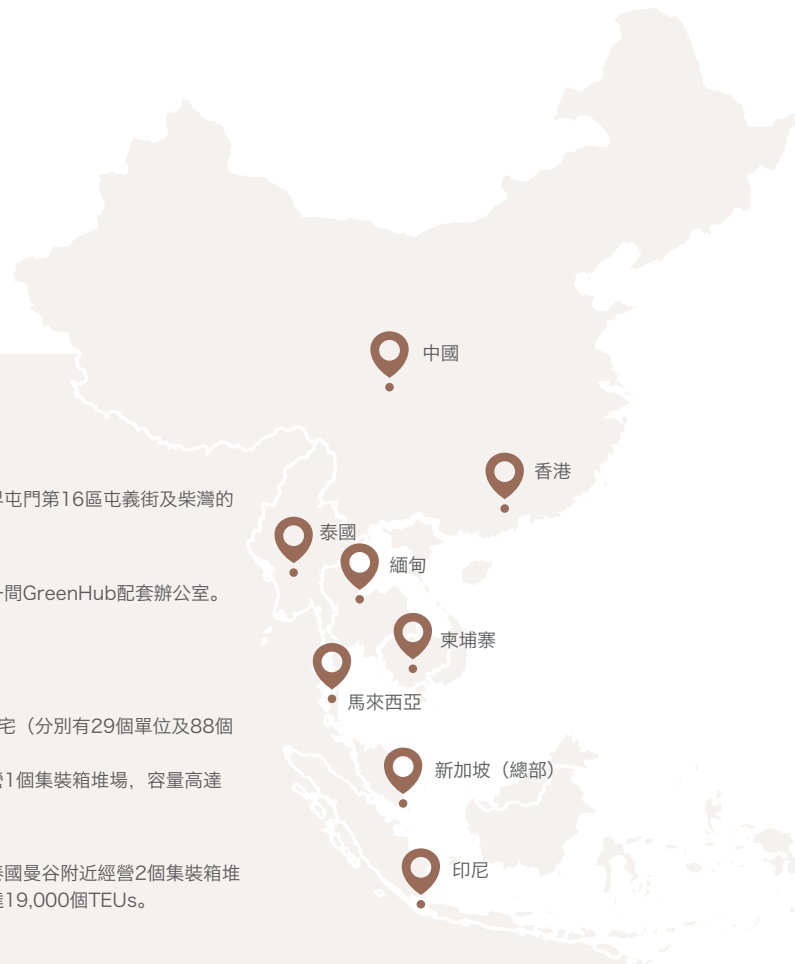 中國
香港
屯門第16區屯義街及柴灣的
泰國
緬甸
間GreenHub配套辦公室。
柬埔寨
馬來西亞
宅（分別有29個單位及88個
新加坡（總部）
1個集裝箱堆場，容量高達
印尼
國曼谷附近經營2個集裝箱堆
19,000個TEUs。